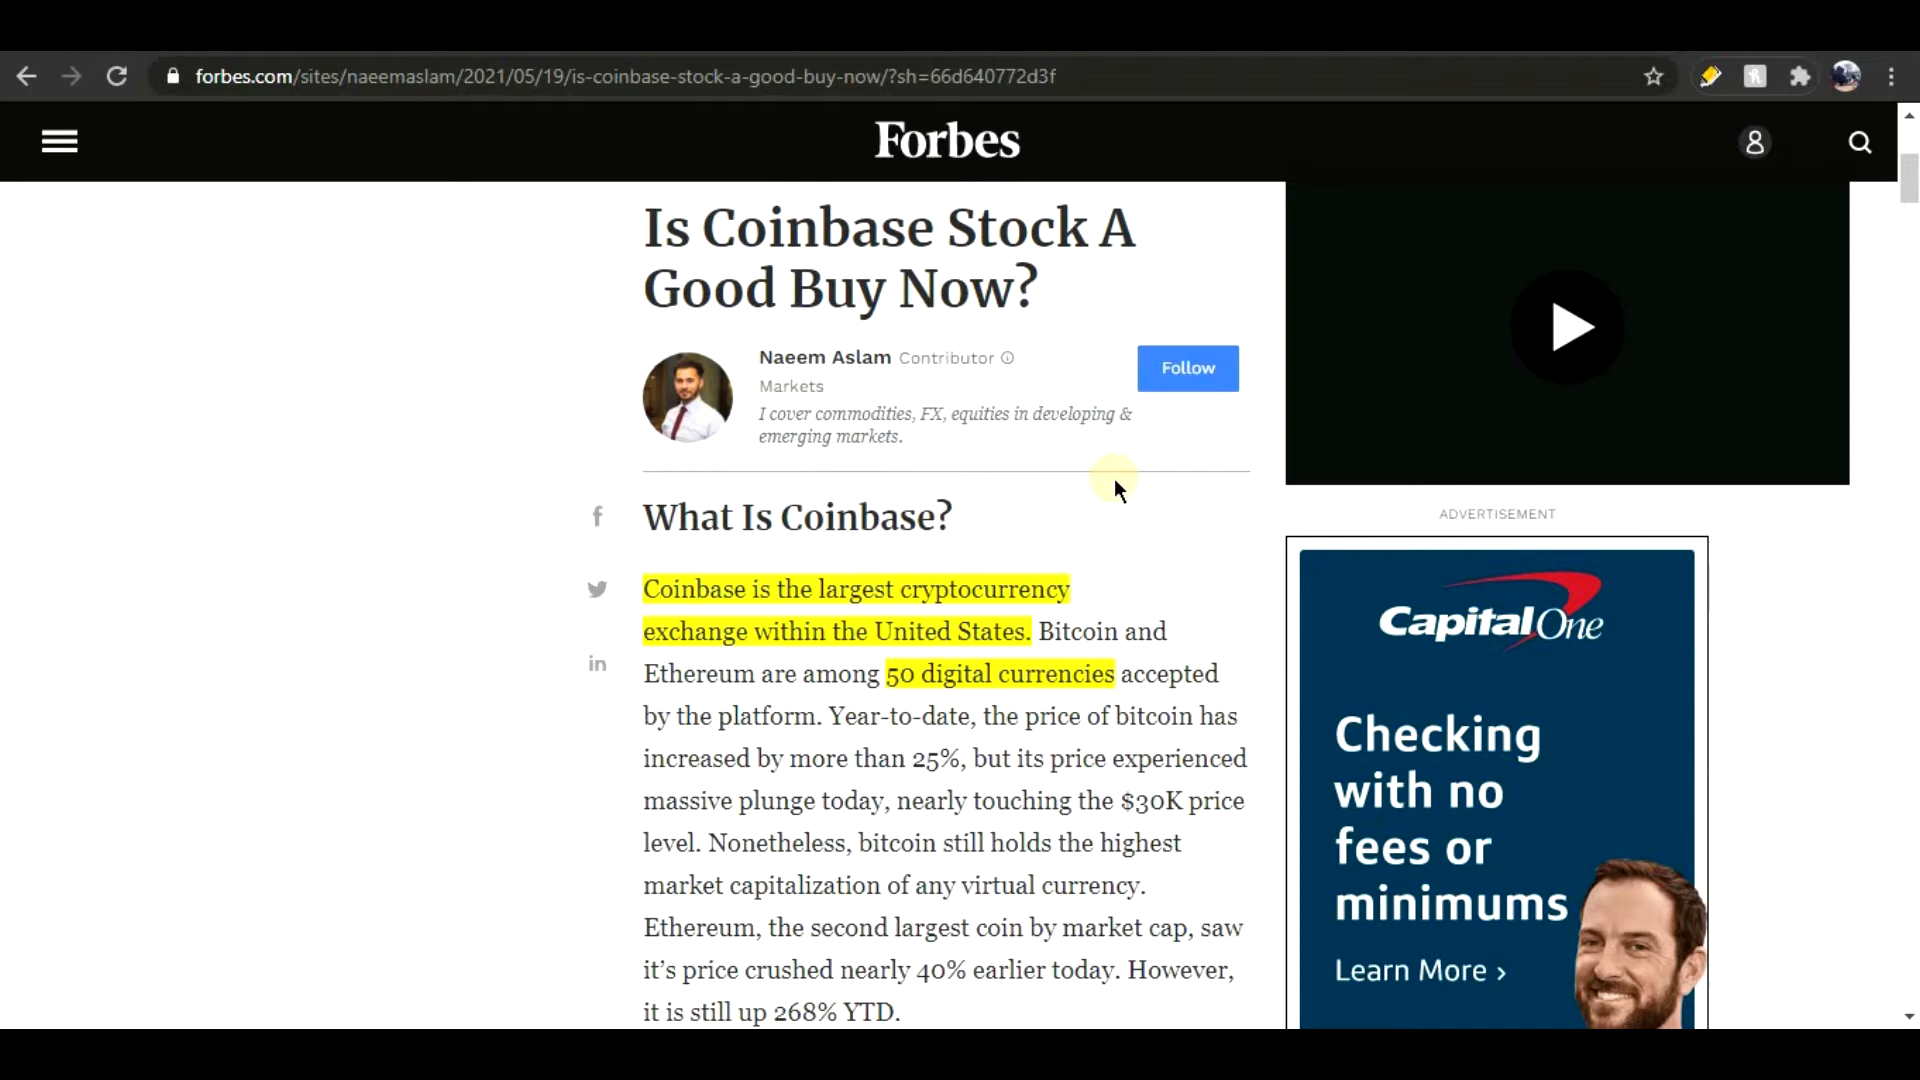 forbes.com/sites/naeemaslam/2021/05/19/is-coinbase-stock-a-good-buy-now/?sh=66d640772d3f
Forbes
Is Coinbase Stock A
Good Buy Now?
Naeem Aslam Contributor
Markets
I cover commodities, FX, equities in developing &
emerging markets.
Follow
What Is Coinbase?
Coinbase is the largest cryptocurrency
exchange within the United States. Bitcoin and
Ethereum are among 50 digital currencies accepted
by the platform. Year-to-date, the price of bitcoin has
increased by more than 25%, but its price experienced
massive plunge today, nearly touching the $30K price
level. Nonetheless, bitcoin still holds the highest
market capitalization of any virtual currency.
Ethereum, the second largest coin by market cap, saw
it’s price crushed nearly 40% earlier today. However,
it is still up 268% YTD.
ADVERTISEMENT
Capital One
Checking
with no
fees or
minimums
Learn More ›